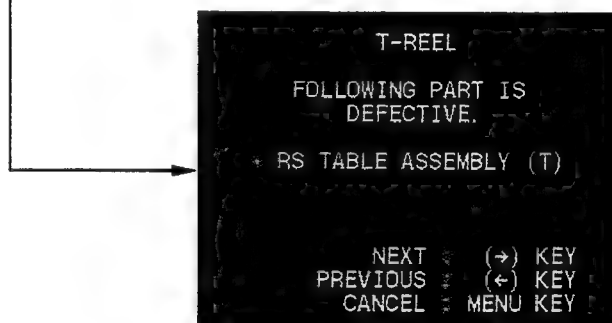 T-REEL
FOLLOWING PART IS
DEFECTIVE.
* RS TABLE ASSEMBLY (T)
NEXT : (→) KEY
PREVIOUS : (←) KEY
CANCEL : MENU KEY